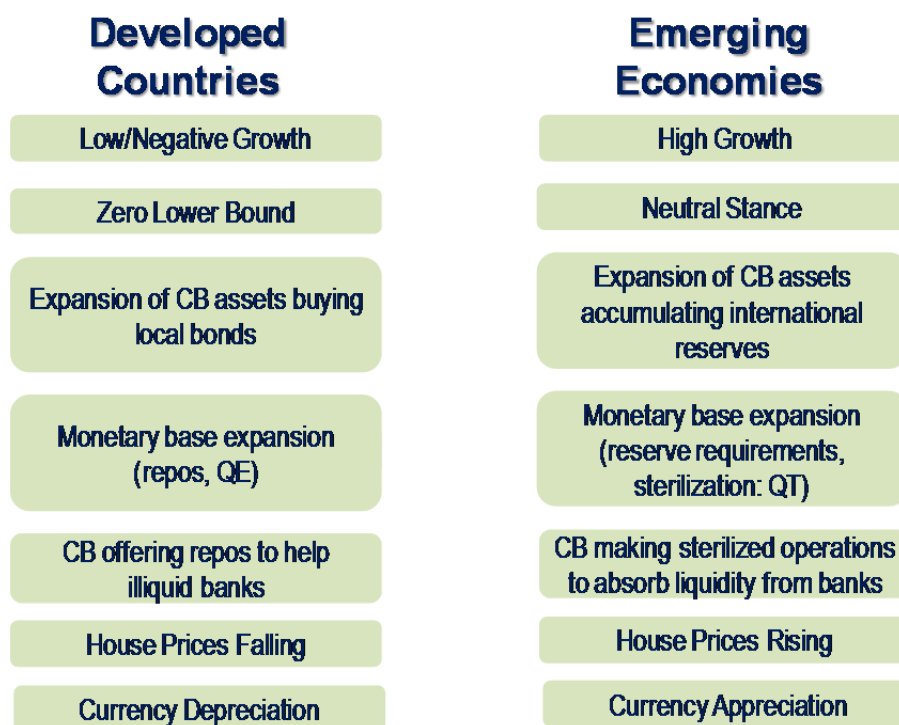 Developed
Countries
Low/Negative Growth
Zero Lower Bound
Expansion of CB assets buying
local bonds
Monetary base expansion
(repos, QE)
CB offering repos to help
illiquid banks
House Prices Falling
Currency Depreciation
Emerging
Economies
High Growth
Neutral Stance
Expansion of CB assets
accumulating international
reserves
Monetary base expansion
(reserve requirements,
sterilization: QT)
CB making sterilized operations
to absorb liquidity from banks
House Prices Rising
Currency Appreciation